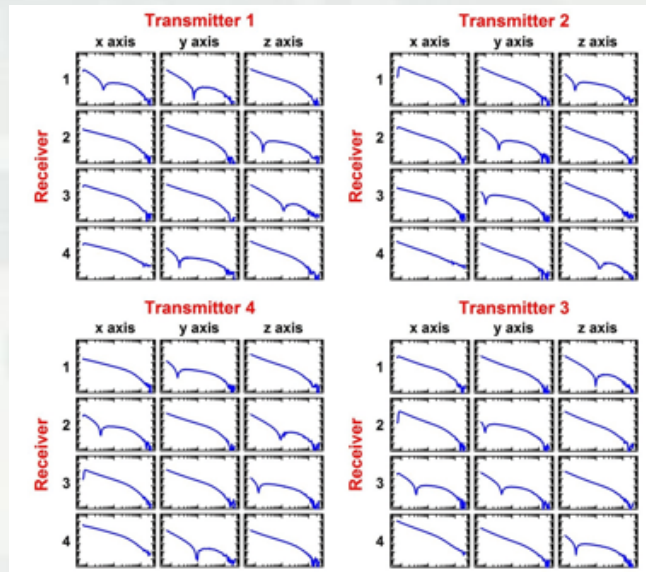 Transmitter 1
x axis y axis z axis
Receiver
1
2
3
4
Transmitter 2
x axis y axis z axis
Receiver
1
2
3
4
Transmitter 4
x axis y axis z axis
Receiver
1
2
3
4
Transmitter 3
x axis y axis z axis
Receiver
1
2
3
4